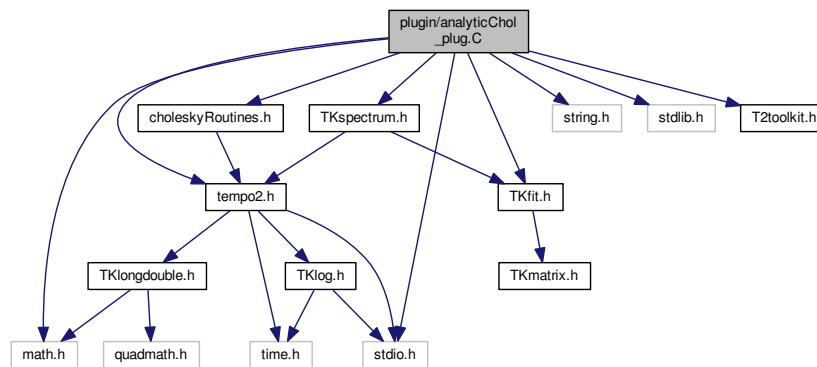 plugin/analyticChol
_plug.C
choleskyRoutines.h
TKspectrum.h
string.h
stdlib.h
T2toolkit.h
tempo2.h
TKfit.h
TKlongdouble.h
TKlog.h
TKmatrix.h
math.h
quadmath.h
time.h
stdio.h